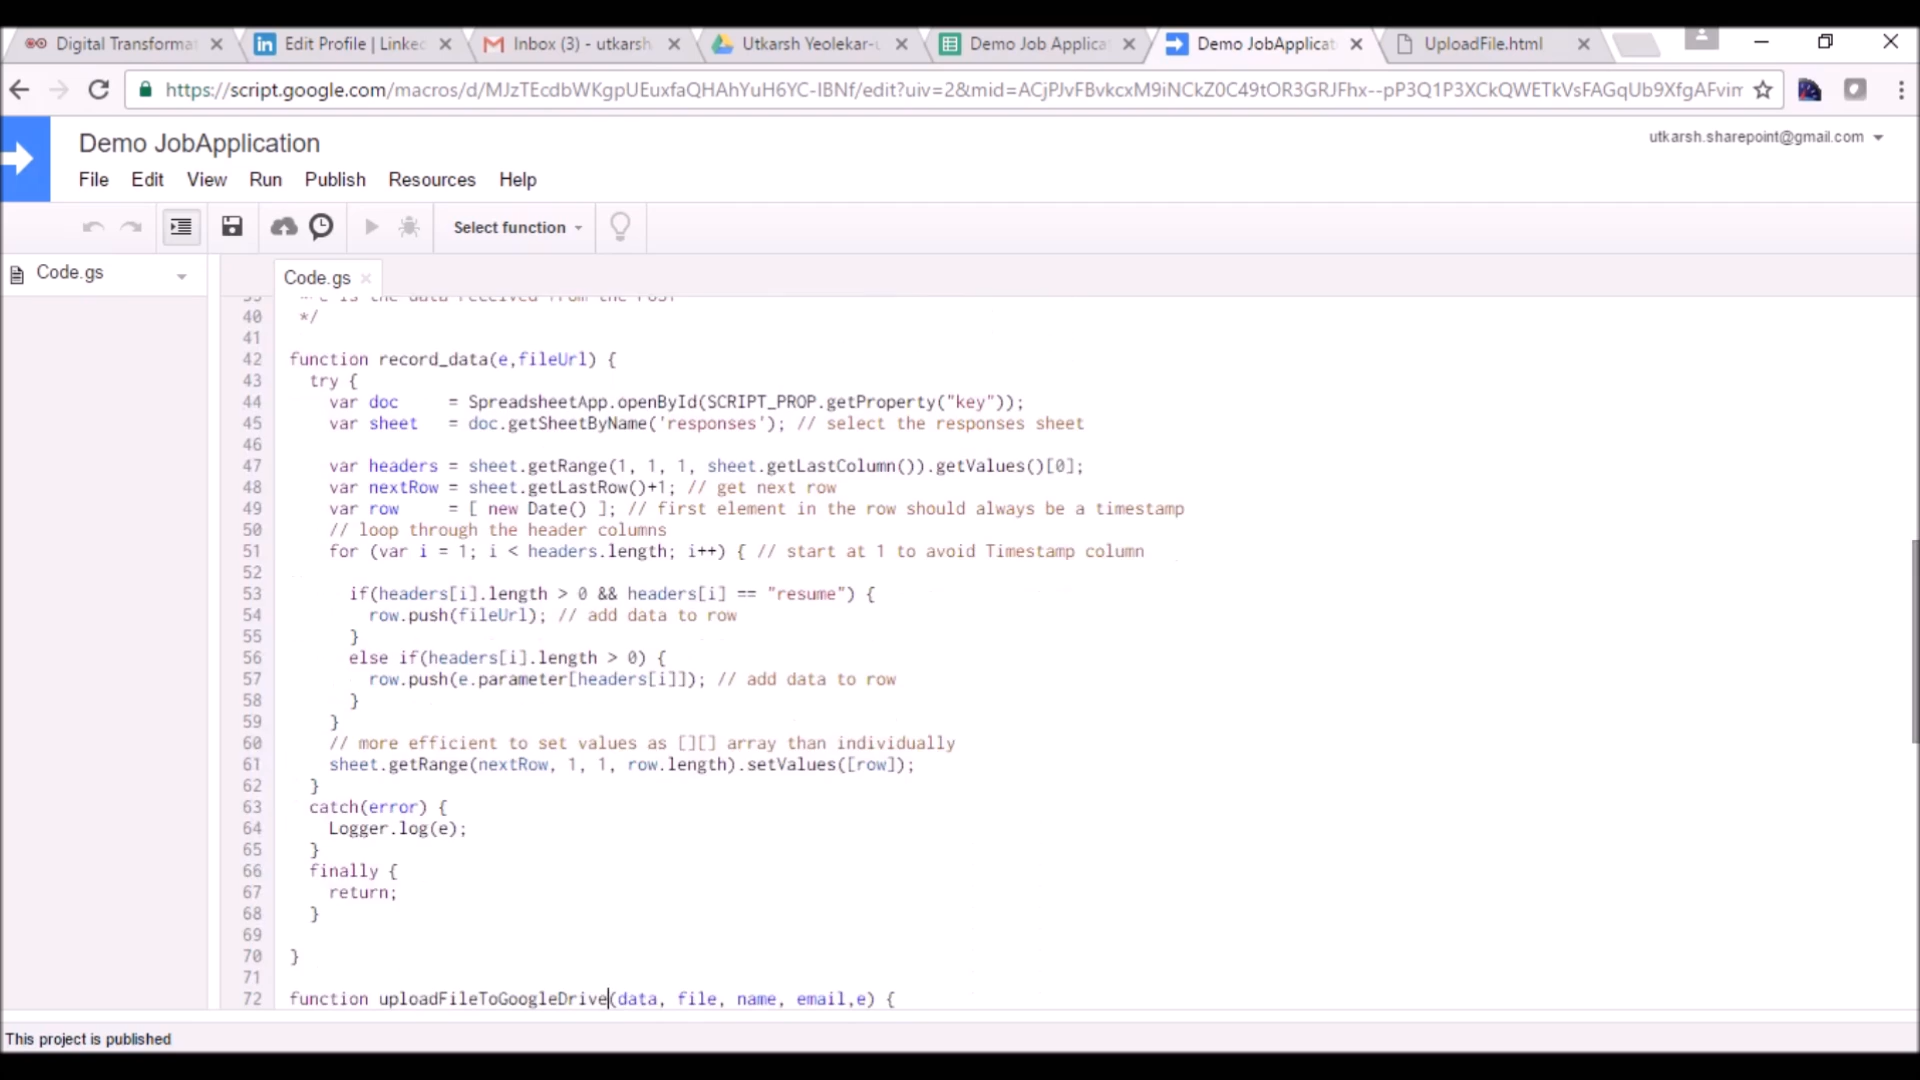 Digital Transforma
Edit Profile | Linked
Inbox (3) - utkarsh
Utkarsh Yeolekar-
Demo Job Applica
Demo JobApplicat
UploadFile.html
https://script.google.com/macros/d/MJzTEcdbWKgpUEuxfaQHAhYuH6YC-IBNf/edit?uiv=2&mid=ACjPJvFBvkcxM9iNCkZ0C49tOR3GRJFhx--pP3Q1P3XCkQWETkVsFAGqUb9XfgAFvim
Demo JobApplication
utkarsh.sharepoint@gmail.com
File Edit View Run Publish Resources Help
Select function
Code.gs
Code.gs
39 **e is the data received from the POST
40 */
41
42 function record_data(e,fileUrl) {
43 try {
44 var doc = SpreadsheetApp.openById(SCRIPT_PROP.getProperty("key"));
45 var sheet = doc.getSheetByName('responses'); // select the responses sheet
46
47 var headers = sheet.getRange(1, 1, 1, sheet.getLastColumn()).getValues()[0];
48 var nextRow = sheet.getLastRow()+1; // get next row
49 var row = [ new Date() ]; // first element in the row should always be a timestamp
50 // loop through the header columns
51 for (var i = 1; i < headers.length; i++) { // start at 1 to avoid Timestamp column
52
53 if(headers[i].length > 0 && headers[i] == "resume") {
54 row.push(fileUrl); // add data to row
55 }
56 else if(headers[i].length > 0) {
57 row.push(e.parameter[headers[i]]); // add data to row
58 }
59 }
60 // more efficient to set values as [][] array than individually
61 sheet.getRange(nextRow, 1, 1, row.length).setValues([row]);
62 }
63 catch(error) {
64 Logger.log(e);
65 }
66 finally {
67 return;
68 }
69
70 }
71
72 function uploadFileToGoogleDrive(data, file, name, email,e) {
This project is published